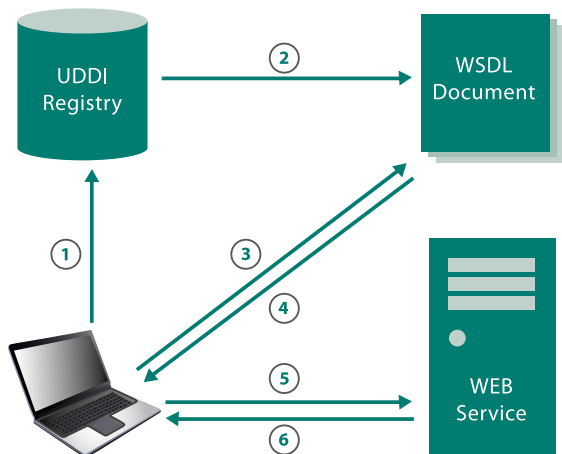 UDDI
Registry
2
WSDL
Document
1
3
4
5
6
WEB
Service